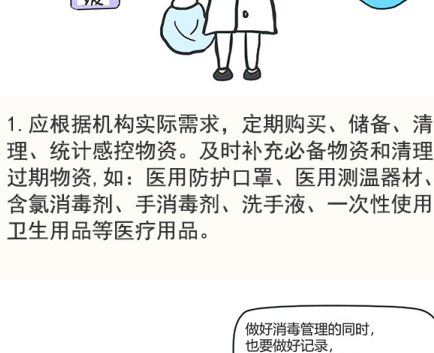 1.应根据机构实际需求，定期购买、储备、清
理、统计感控物资。及时补充必备物资和清理
过期物资,如：医用防护口罩、医用测温器材、
含氯消毒剂、手消毒剂、洗手液、一次性使用
卫生用品等医疗用品。
做好消毒管理的同时，
也要做好记录，